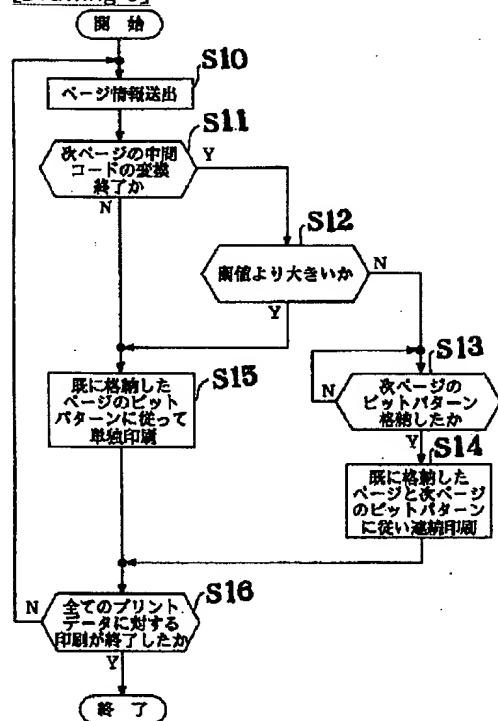 開 始
S10
ページ情報送出
S11
次ページの中間
コードの変換
終了か
Y
N
S12
閾値より大きいか
N
Y
S13
次ページの
ビットパターン
格納したか
N
Y
S15
既に格納した
ページのビット
パターンに従って
単独印刷
S14
既に格納した
ページと次ページ
のビットパターン
に従い連続印刷
S16
全てのプリント
データに対する
印刷が終了したか
N
Y
終 了